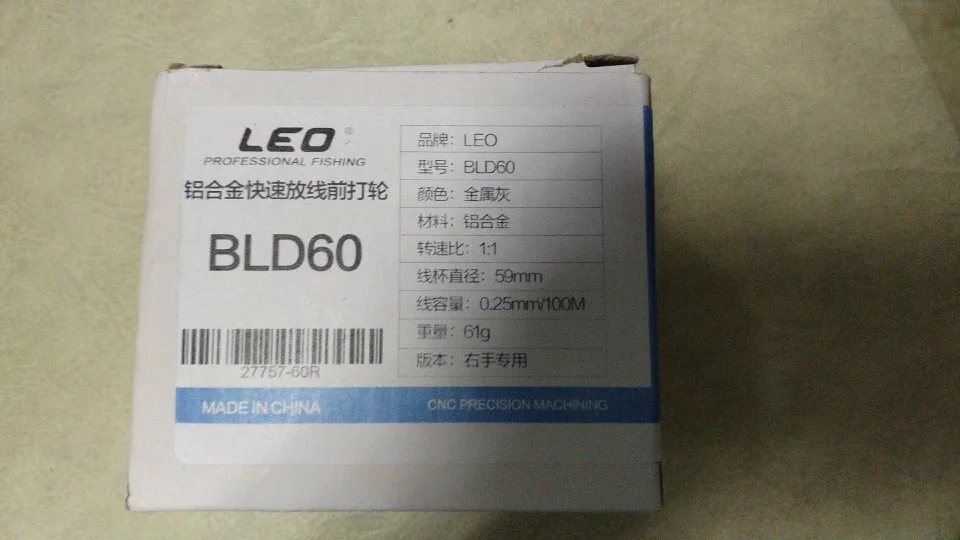 LEO®
PROFESSIONAL FISHING
铝合金快速放线前打轮
BLD60
27757-60R
品牌：LEO
型号：BLD60
颜色：金属灰
材料：铝合金
转速比：1:1
线杯直径：59mm
线容量：0.25mm/100M
重量：61g
版本：右手专用
MADE IN CHINA
CNC PRECISION MACHINING